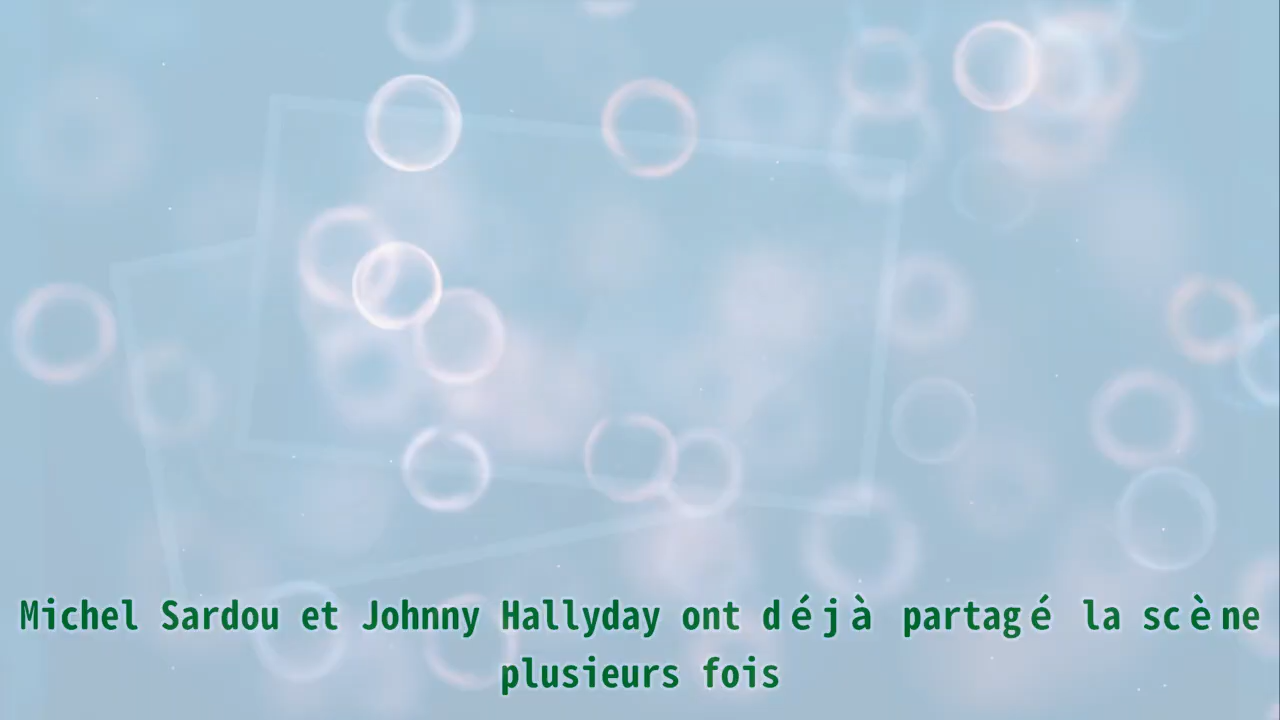 Michel Sardou et Johnny Hallyday ont déjà partagé la scène
plusieurs fois